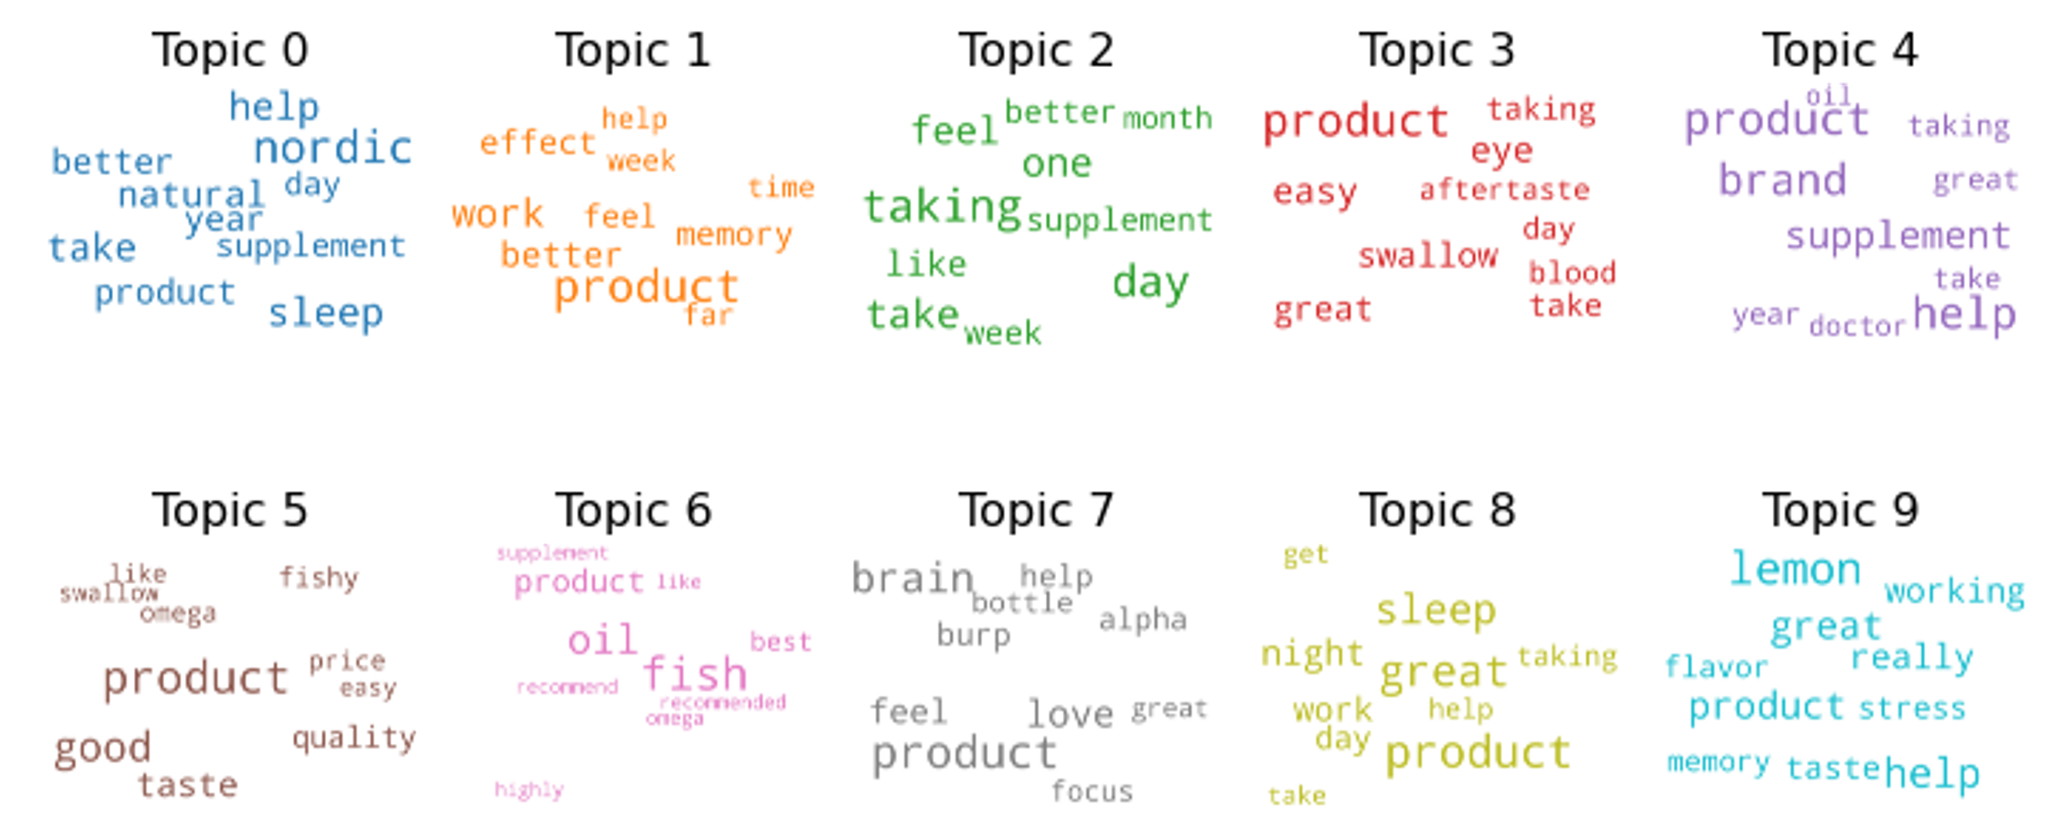 Topic 0
help
nordic
better
natural day
year
take supplement
product
sleep
Topic 1
help
effect
week
time
work feel
memory
better
product
far
Topic 2
better month
feel
one
taking
supplement
like
day
take
week
Topic 3
product taking
eye
easy aftertaste
day
swallow
blood
great take
Topic 4
oil
product taking
brand great
supplement
take
year doctor help
Topic 5
like fishy
swallow
omega
product price
easy
good quality
taste
Topic 6
supplement
product like
oil best
fish
recommend
recommended
omega
highly
Topic 7
brain help
bottle
alpha
burp
feel love great
product
focus
Topic 8
get
sleep
night great taking
work help
day product
take
Topic 9
lemon
working
great
flavor really
product stress
memory taste help